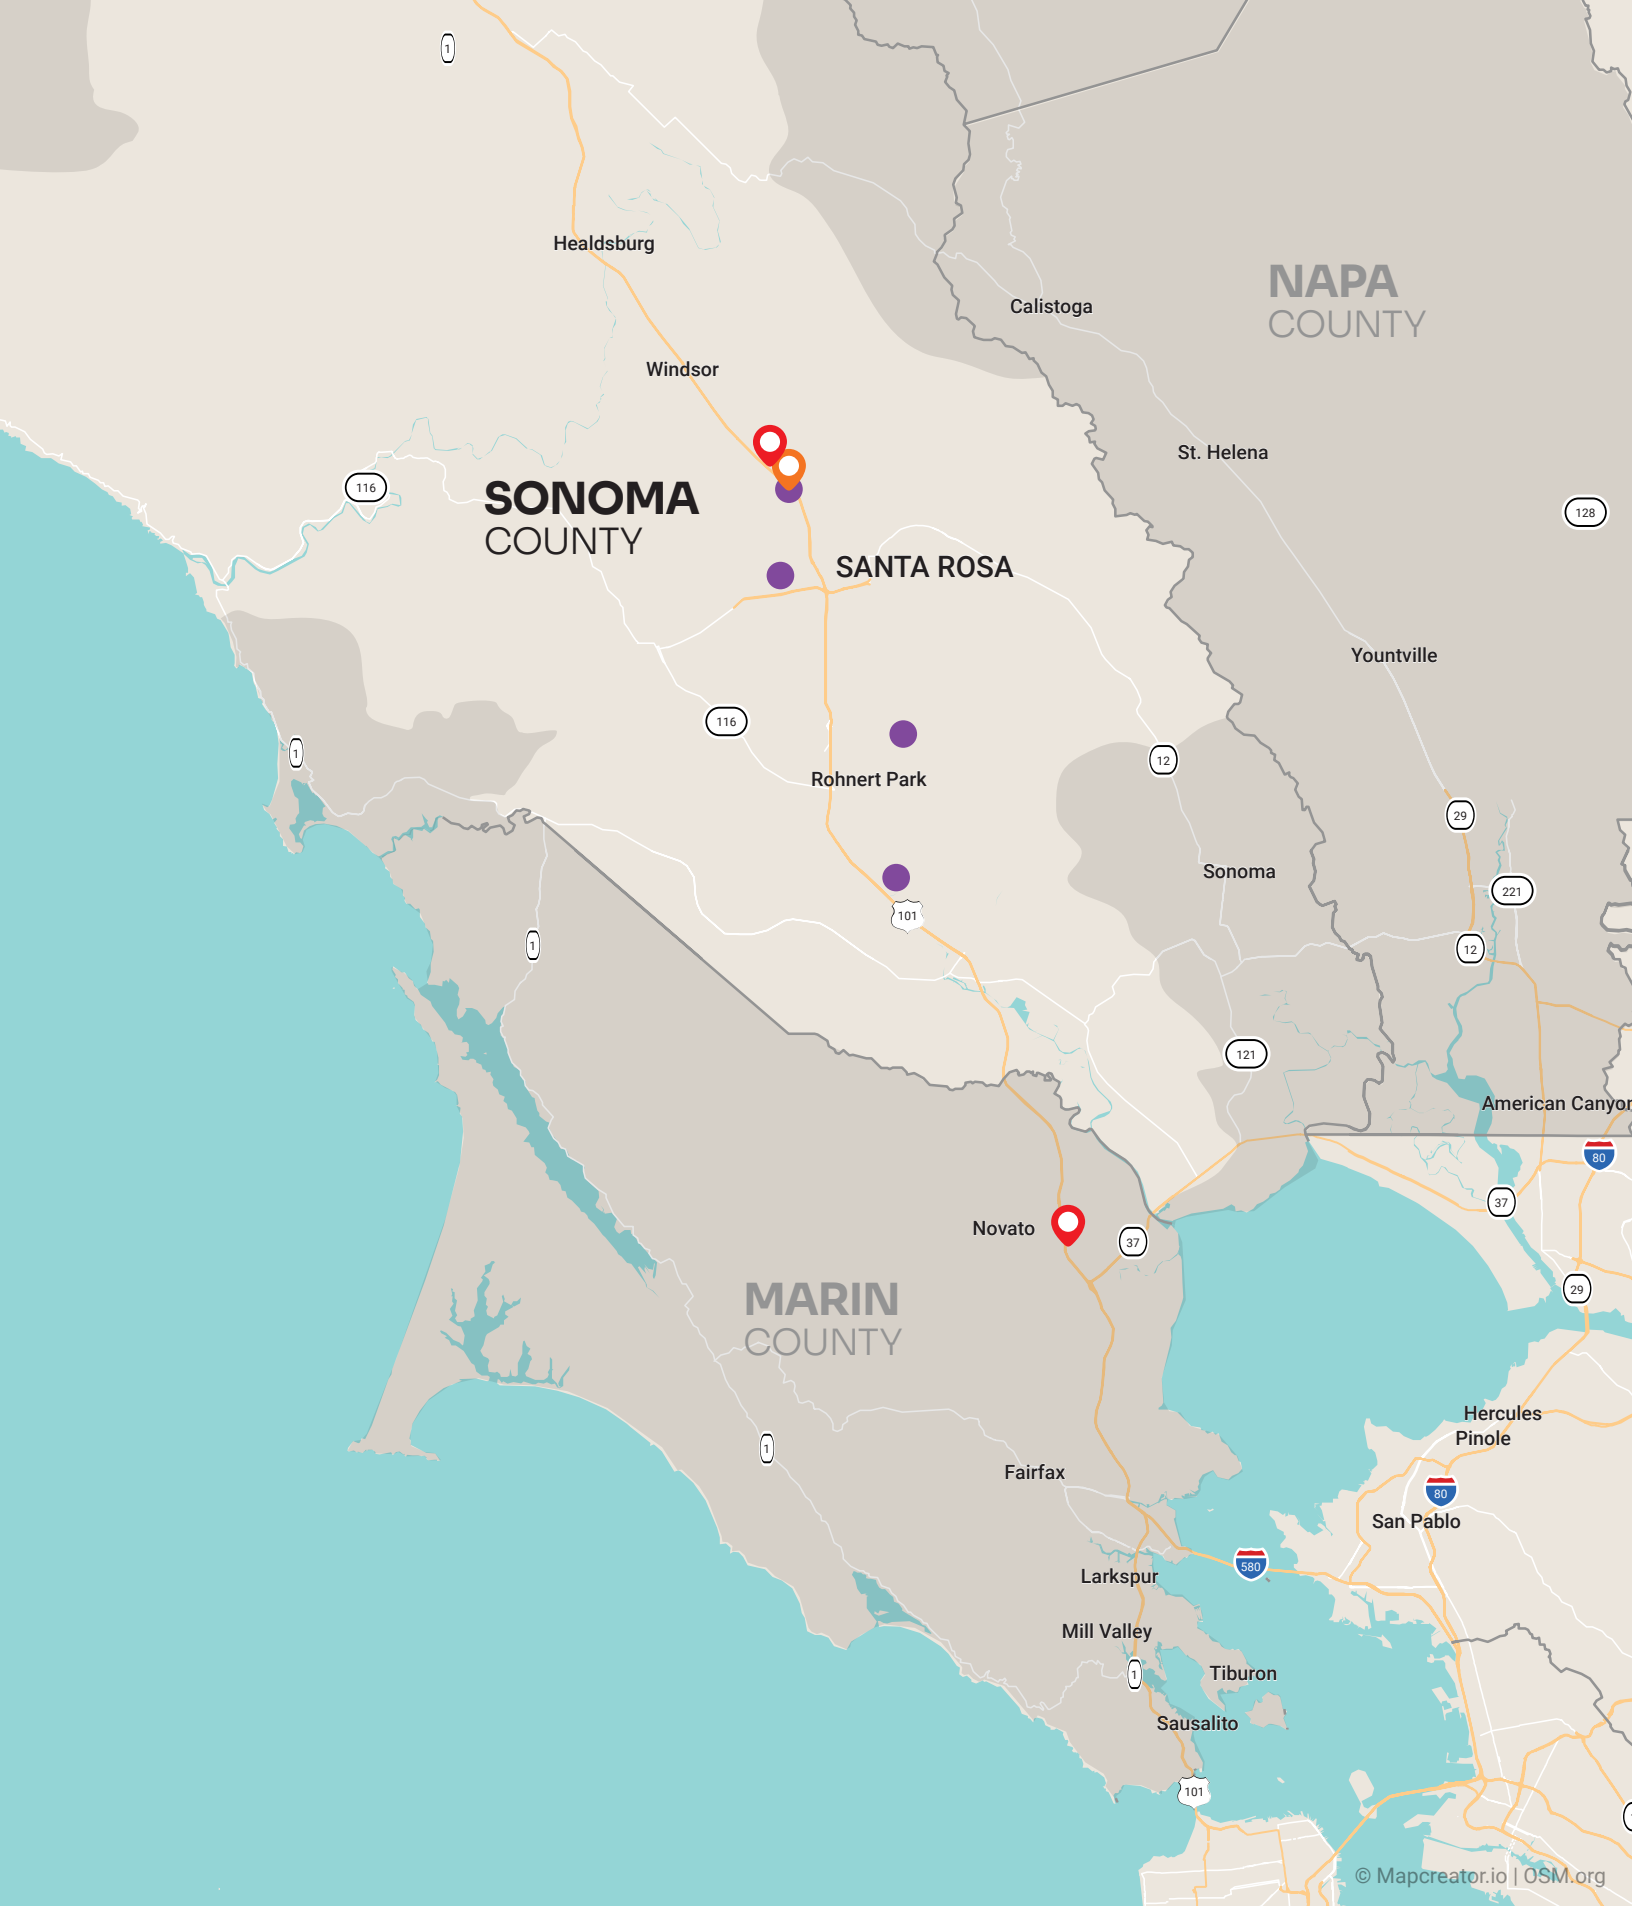 1
Healdsburg
NAPA
COUNTY
Calistoga
Windsor
St. Helena
116
SONOMA
COUNTY
128
SANTA ROSA
Yountville
116
1
12
Rohnert Park
29
Sonoma
221
101
1
12
121
American Canyon
80
37
Novato
37
29
MARIN
COUNTY
Hercules
Pinole
1
Fairfax
80
San Pablo
580
Larkspur
Mill Valley
1
Tiburon
Sausalito
101
© Mapcreator.io | OSM.org